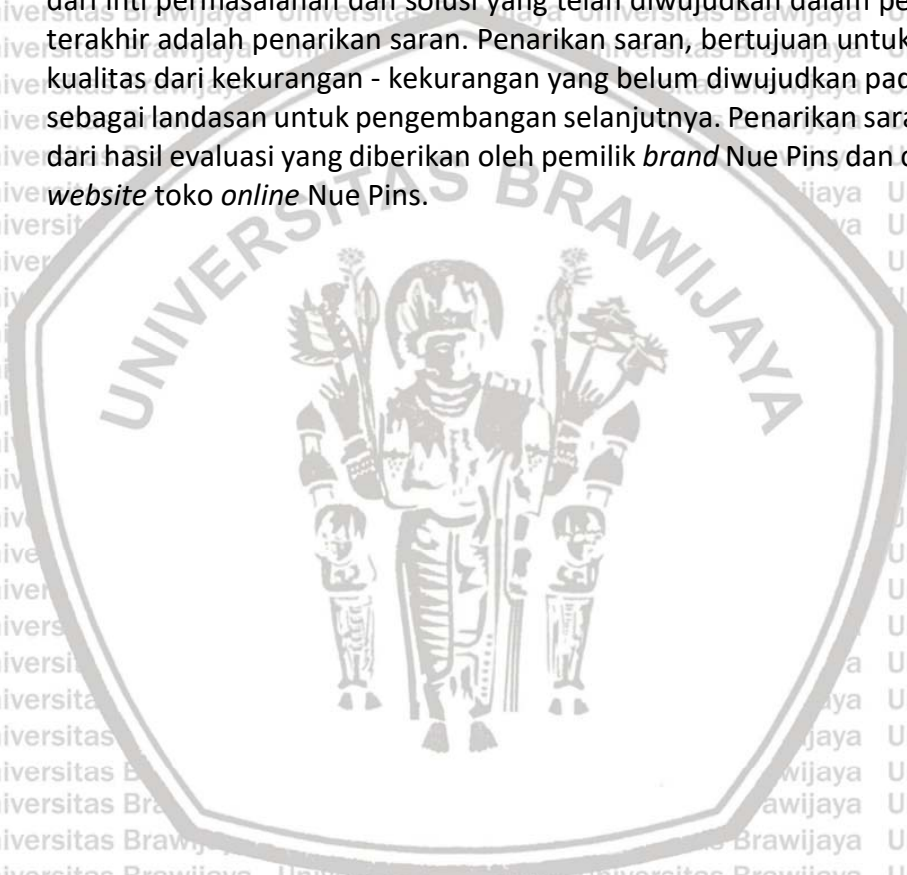 dari inti permasalahan dan solusi yang telah diwujudkan dalam pe
terakhir adalah penarikan saran. Penarikan saran, bertujuan untuk
kualitas dari kekurangan - kekurangan yang belum diwujudkan pad
sebagai landasan untuk pengembangan selanjutnya. Penarikan sara
dari hasil evaluasi yang diberikan oleh pemilik brand Nue Pins dan
website toko online Nue Pins.
UNIVERSITAS BRAWIJAYA